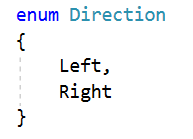 enum Direction
{
    Left,
    Right
}